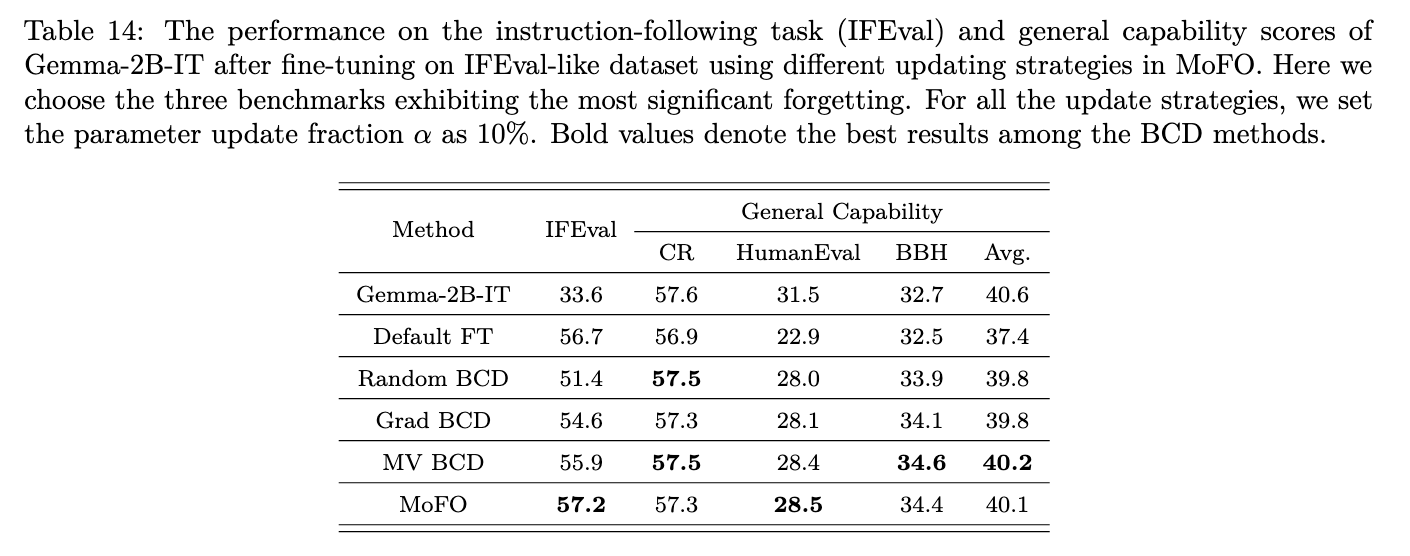 Table 14: The performance on the instruction-following task (IFEval) and general capability scores of
Gemma-2B-IT after fine-tuning on IFEval-like dataset using different updating strategies in MoFO. Here we
choose the three benchmarks exhibiting the most significant forgetting. For all the update strategies, we set
the parameter update fraction α as 10%. Bold values denote the best results among the BCD methods.
Method IFEval General Capability
CR HumanEval BBH Avg.
Gemma-2B-IT 33.6 57.6 31.5 32.7 40.6
Default FT 56.7 56.9 22.9 32.5 37.4
Random BCD 51.4 57.5 28.0 33.9 39.8
Grad BCD 54.6 57.3 28.1 34.1 39.8
MV BCD 55.9 57.5 28.4 34.6 40.2
MoFO 57.2 57.3 28.5 34.4 40.1